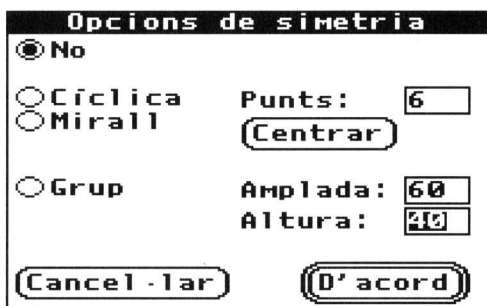 Opcions de simetria
No
Cíclica Punts: 6
Mirall (Centrar)
Grup Amplada: 60
Altura: 40
Cancel·lar D'acord